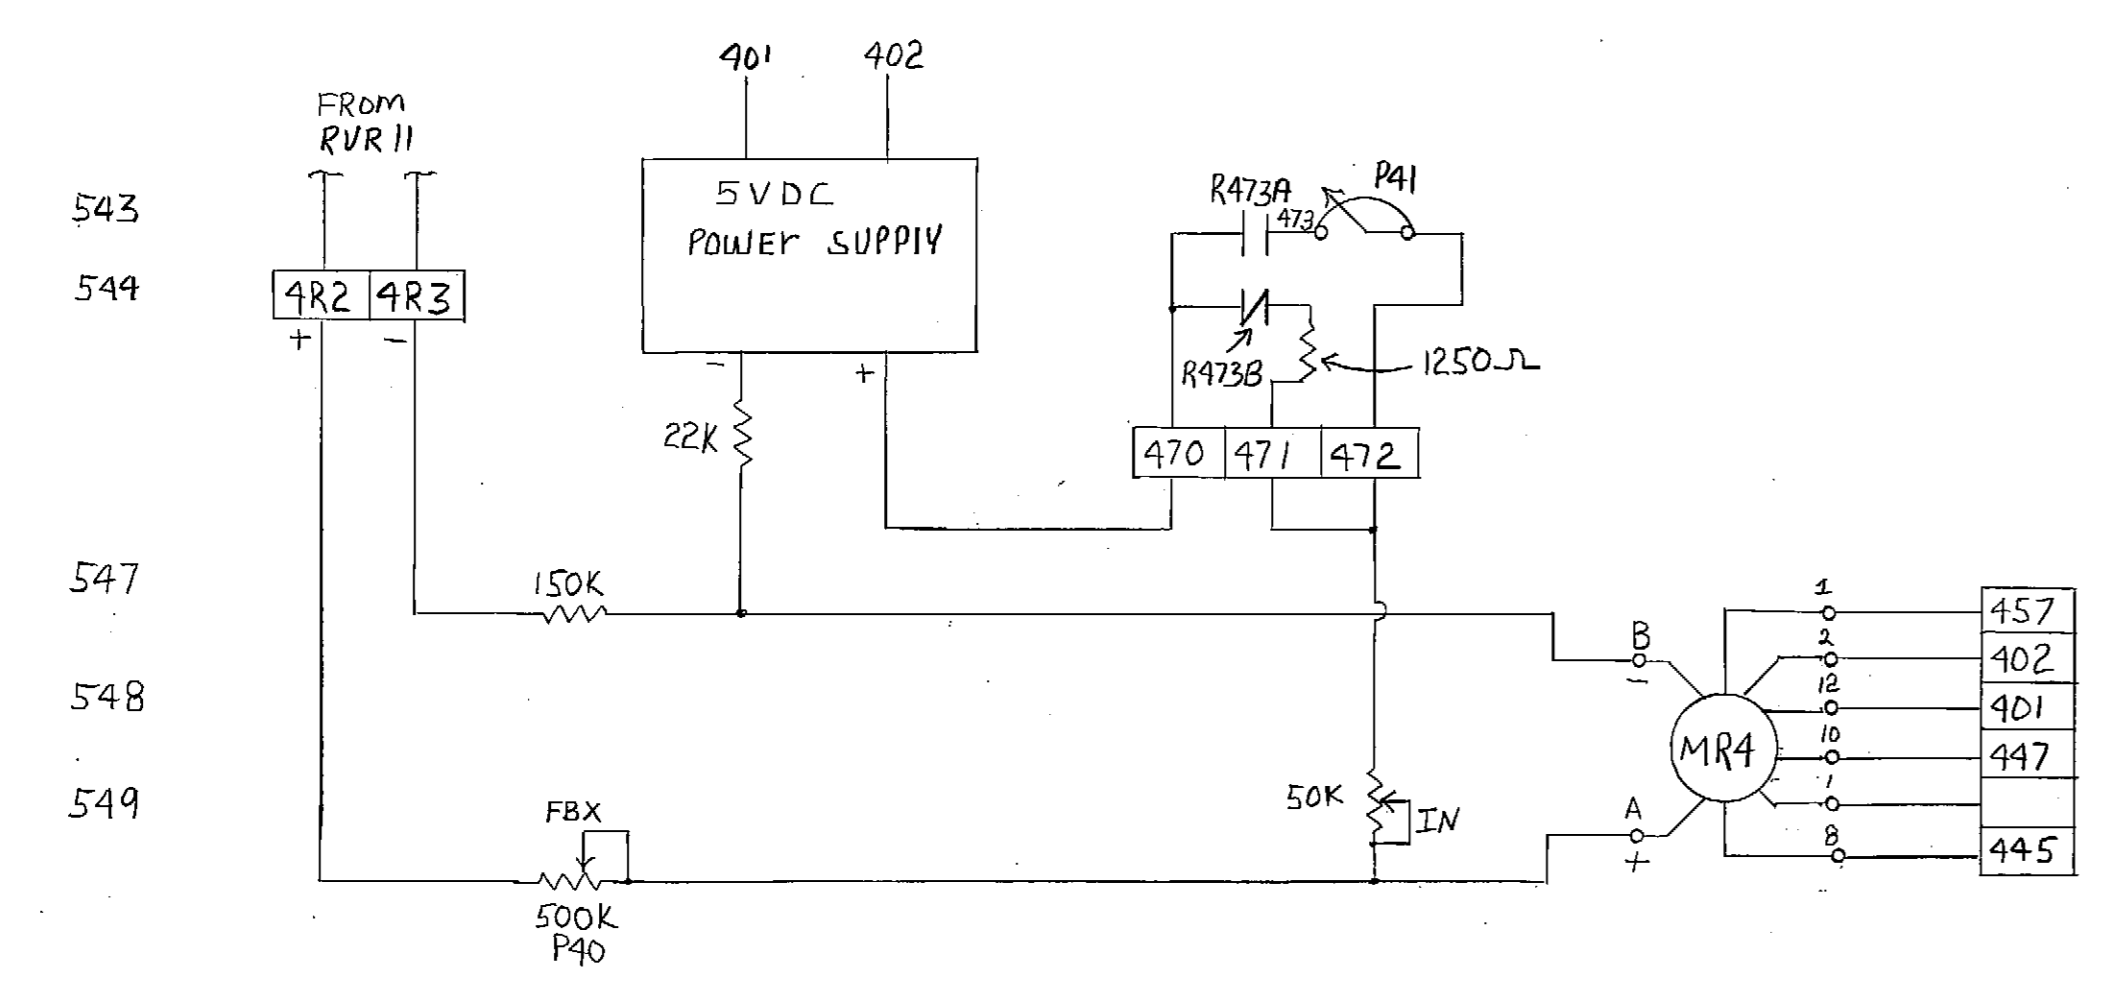 401
402
FROM
RVR 11
543
5 VDC
POWER SUPPLY
R473A
473
P41
544
4R2
4R3
+
-
-
+
R473B
1250Ω
22K
470
471
472
547
150K
1
457
B
-
2
402
548
12
401
MR4
10
447
549
FBX
50K
IN
A
+
1
8
445
500K
P40